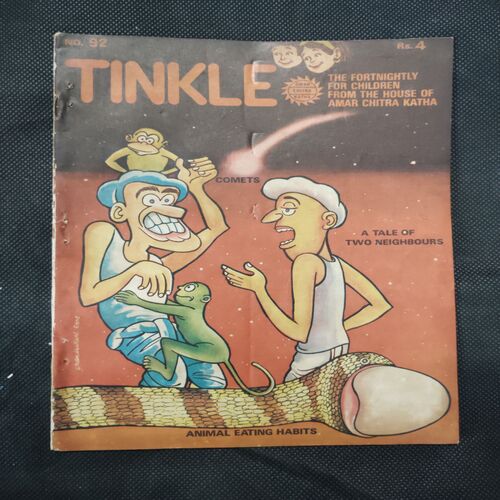 NO. 92
Rs. 4
TINKLE
THE FORTNIGHTLY
FOR CHILDREN
FROM THE HOUSE OF
AMAR CHITRA KATHA
COMETS
A TALE OF
TWO NEIGHBOURS
ANIMAL EATING HABITS